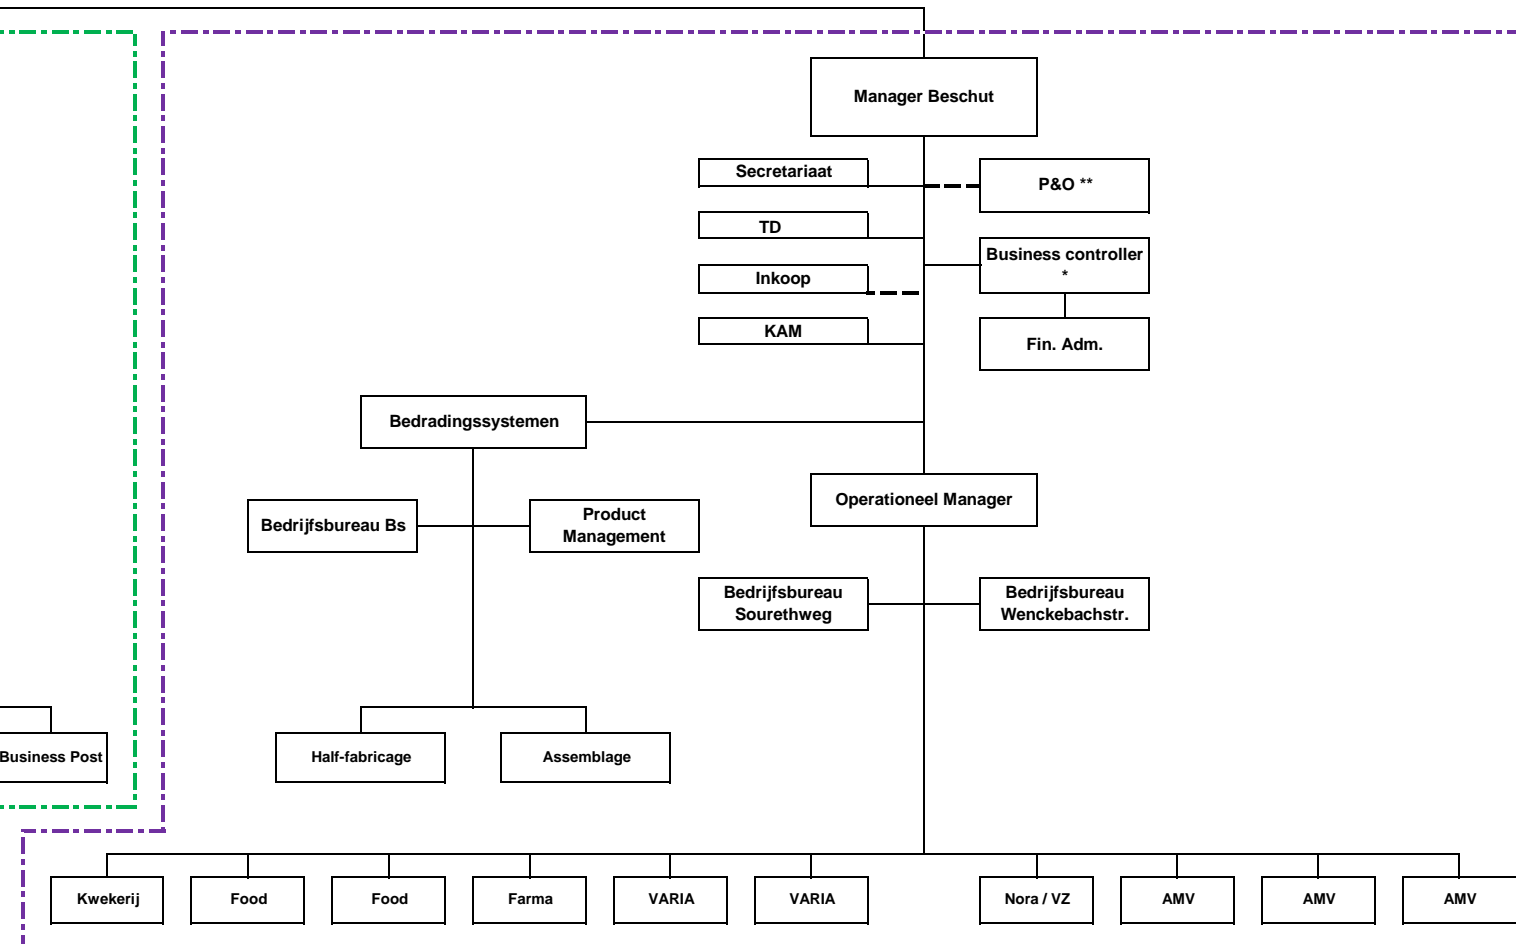 Manager Beschut
Secretariaat
P&O **
TD
Business controller
*
Inkoop
KAM
Fin. Adm.
Bedradingssystemen
Operationeel Manager
Bedrijfsbureau Bs
Product
Management
Bedrijfsbureau
Sourethweg
Bedrijfsbureau
Wenckebachstr.
Business Post
Half-fabricage
Assemblage
Kwekerij
Food
Food
Farma
VARIA
VARIA
Nora / VZ
AMV
AMV
AMV